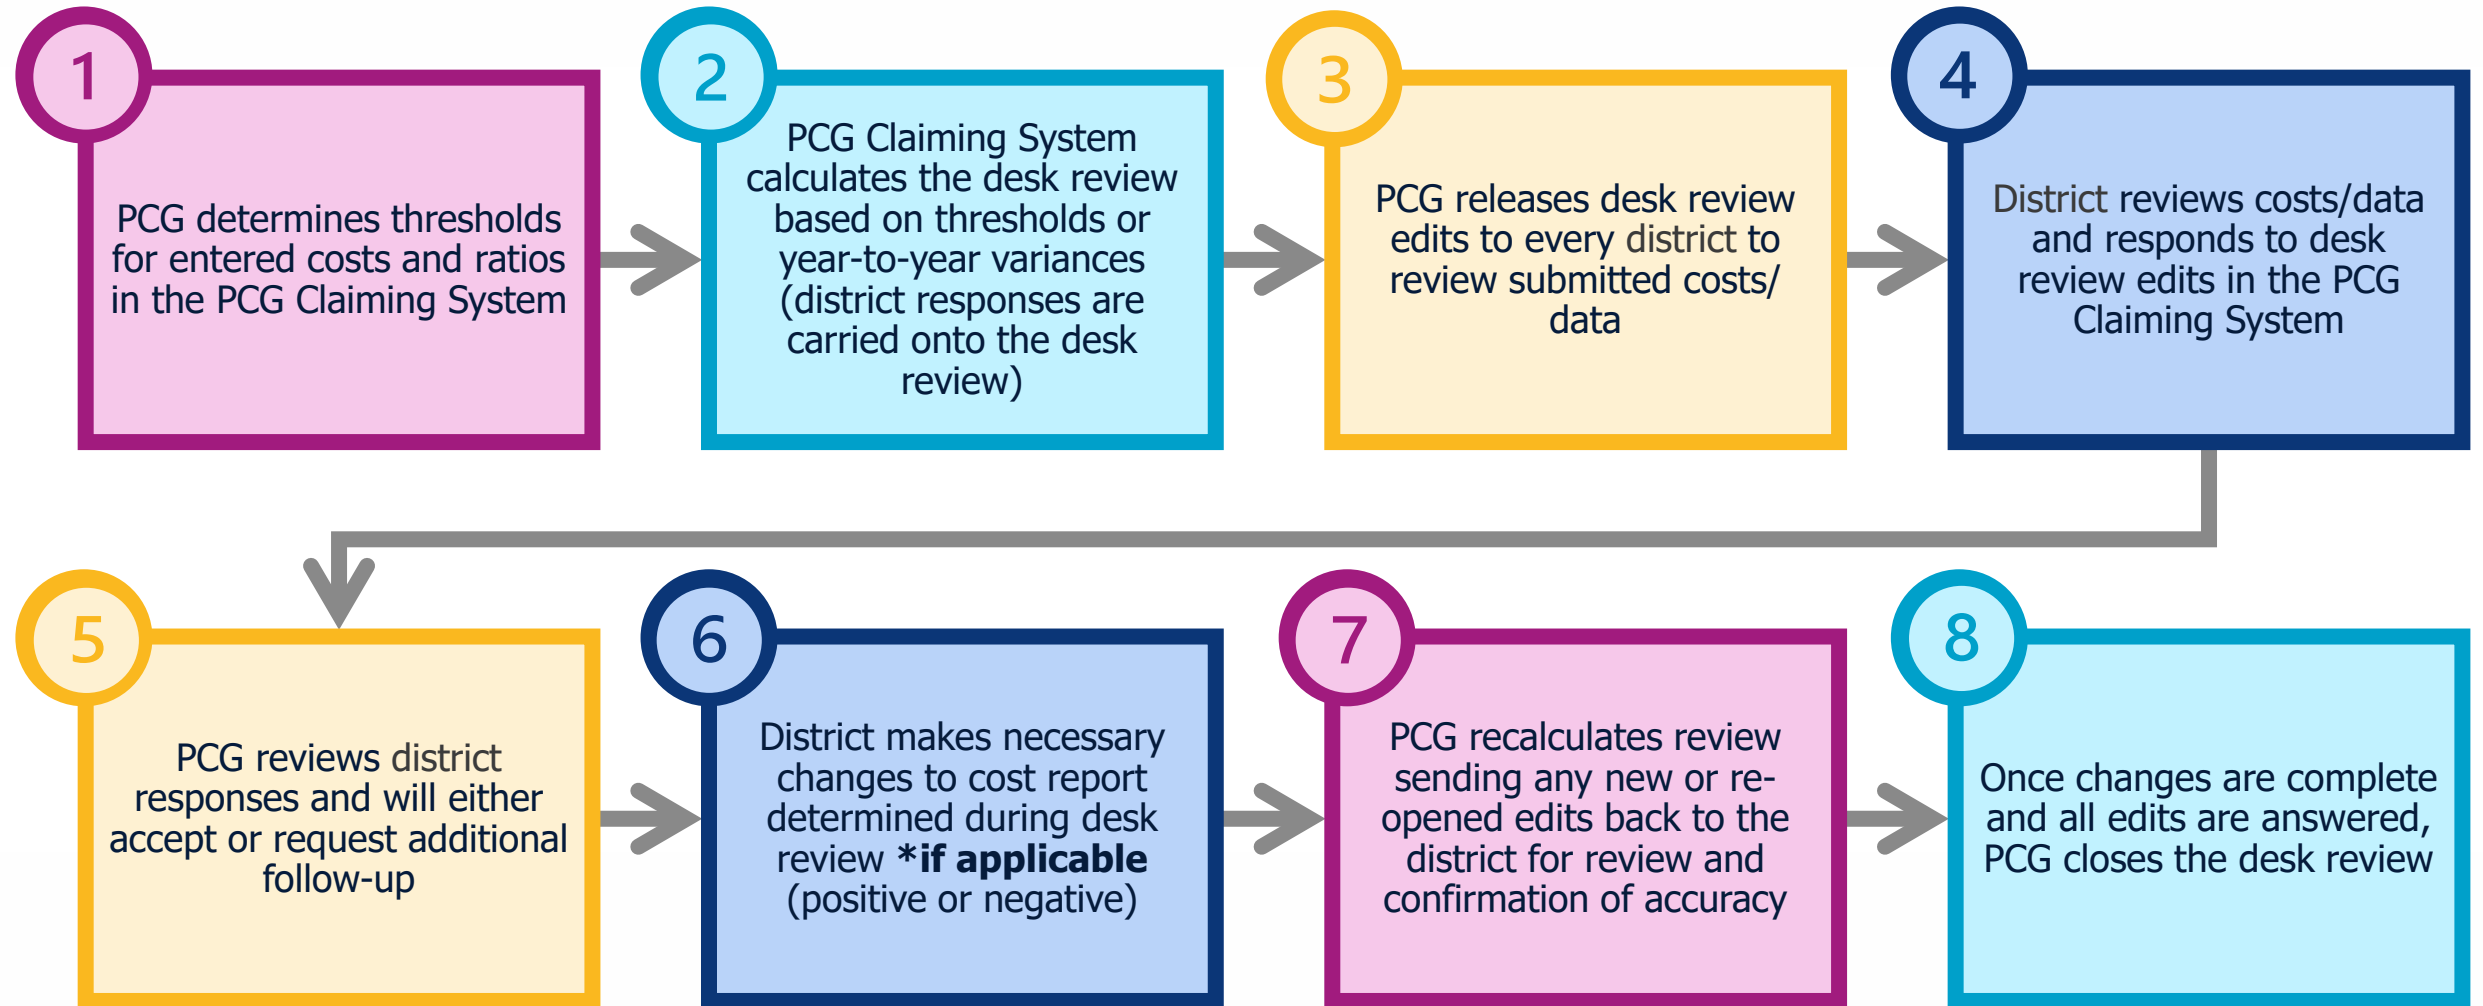 1
PCG determines thresholds
for entered costs and ratios
in the PCG Claiming System
2
PCG Claiming System
calculates the desk review
based on thresholds or
year-to-year variances
(district responses are
carried onto the desk
review)
3
PCG releases desk review
edits to every district to
review submitted costs/
data
4
District reviews costs/data
and responds to desk
review edits in the PCG
Claiming System
5
PCG reviews district
responses and will either
accept or request additional
follow-up
6
District makes necessary
changes to cost report
determined during desk
review *if applicable
(positive or negative)
7
PCG recalculates review
sending any new or re-
opened edits back to the
district for review and
confirmation of accuracy
8
Once changes are complete
and all edits are answered,
PCG closes the desk review